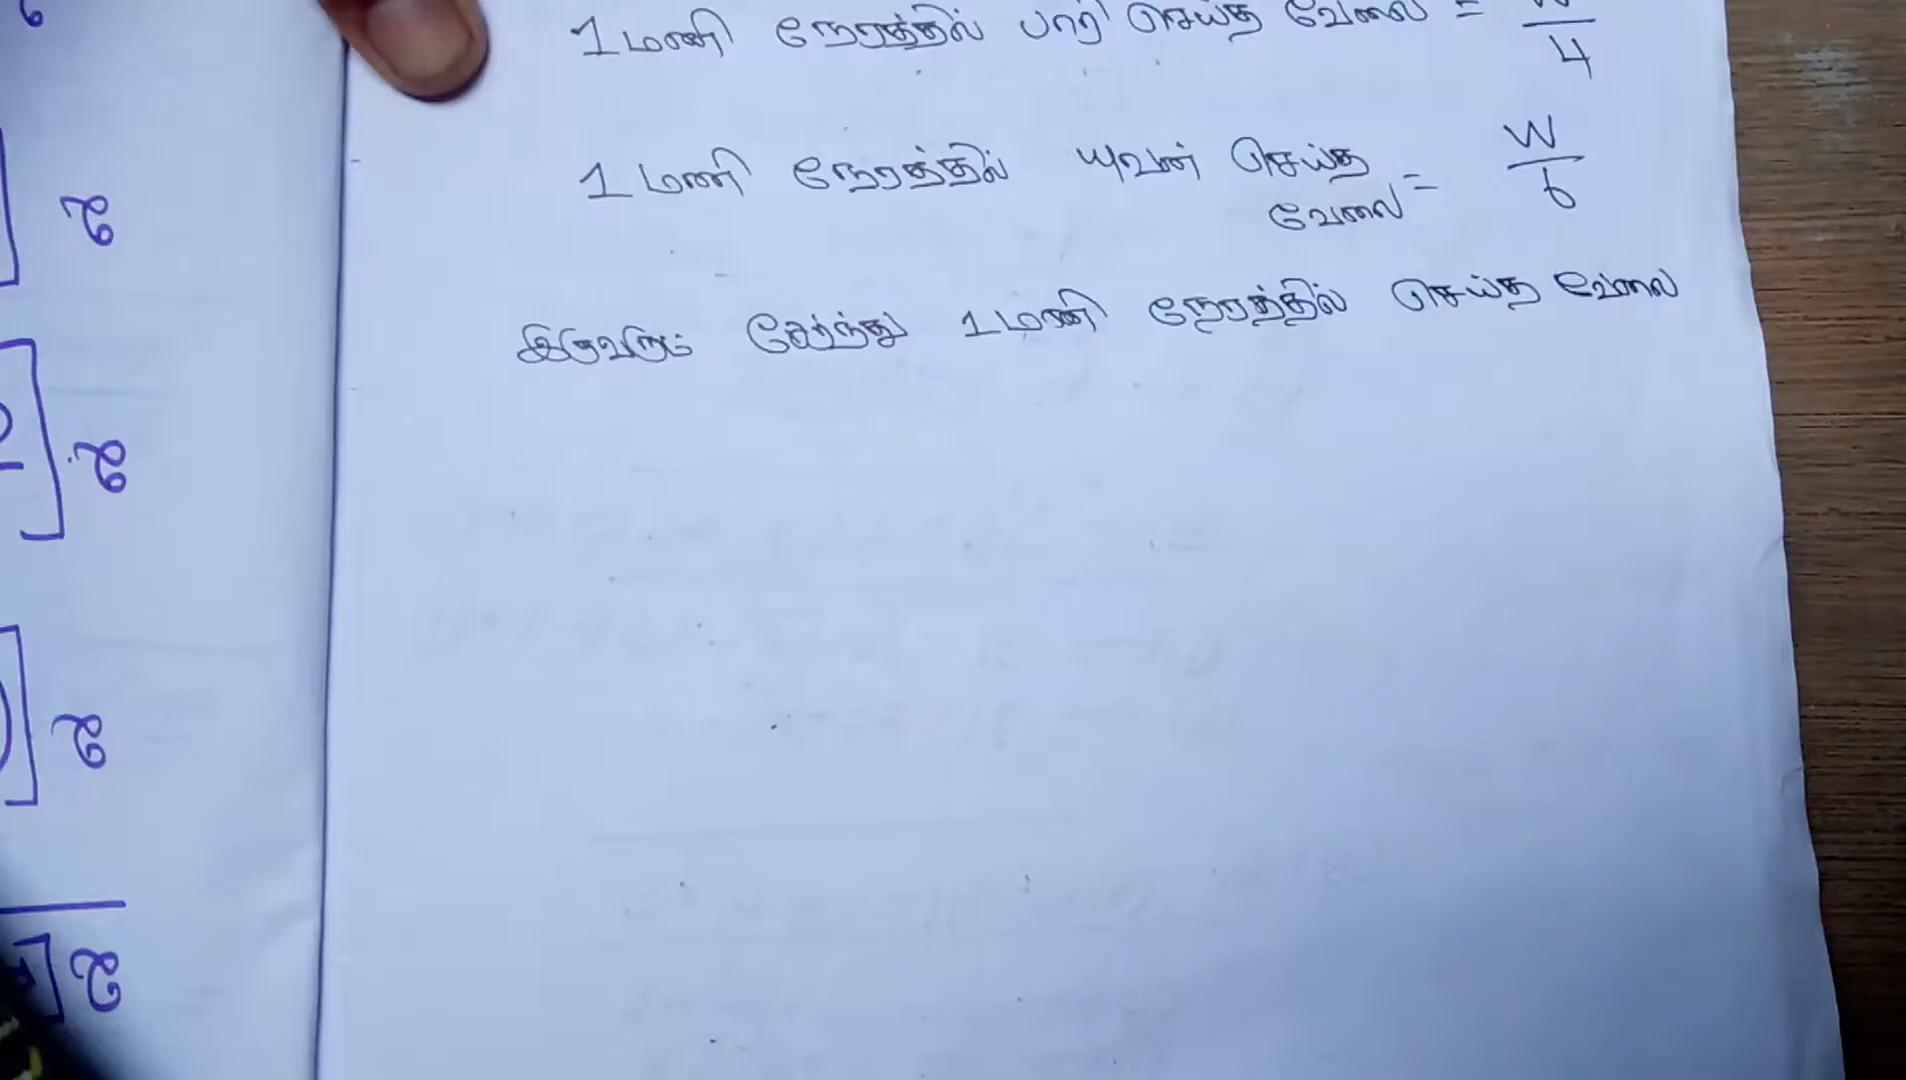 1 மணி நேரத்தில் பாரி செய்த வேலை = W/4
1 மணி நேரத்தில் யுவன் செய்த
வேலை = W/6
இருவரும் சேர்ந்து 1 மணி நேரத்தில் செய்த வேலை